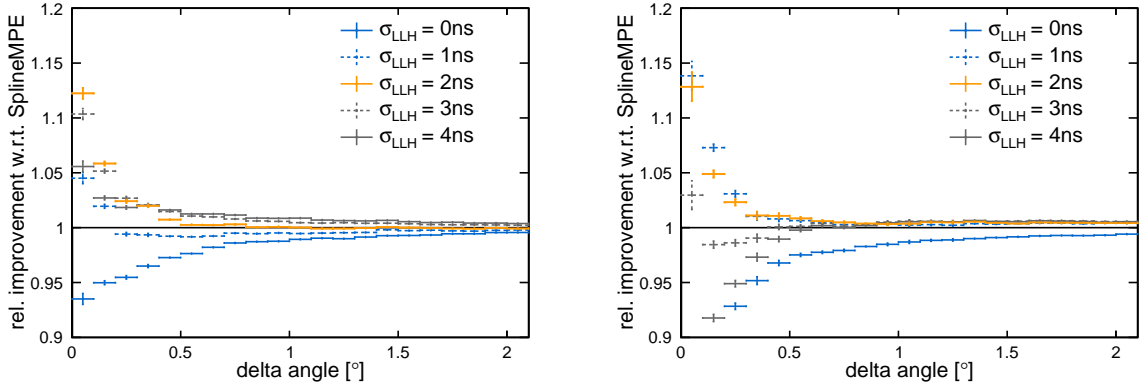 rel. improvement w.r.t. SplineMPE
1.2
1.15
1.1
1.05
1
0.95
0.9
0
0.5
1
1.5
2
delta angle [°]
σLLH = 0ns
σLLH = 1ns
σLLH = 2ns
σLLH = 3ns
σLLH = 4ns
rel. improvement w.r.t. SplineMPE
1.2
1.15
1.1
1.05
1
0.95
0.9
0
0.5
1
1.5
2
delta angle [°]
σLLH = 0ns
σLLH = 1ns
σLLH = 2ns
σLLH = 3ns
σLLH = 4ns